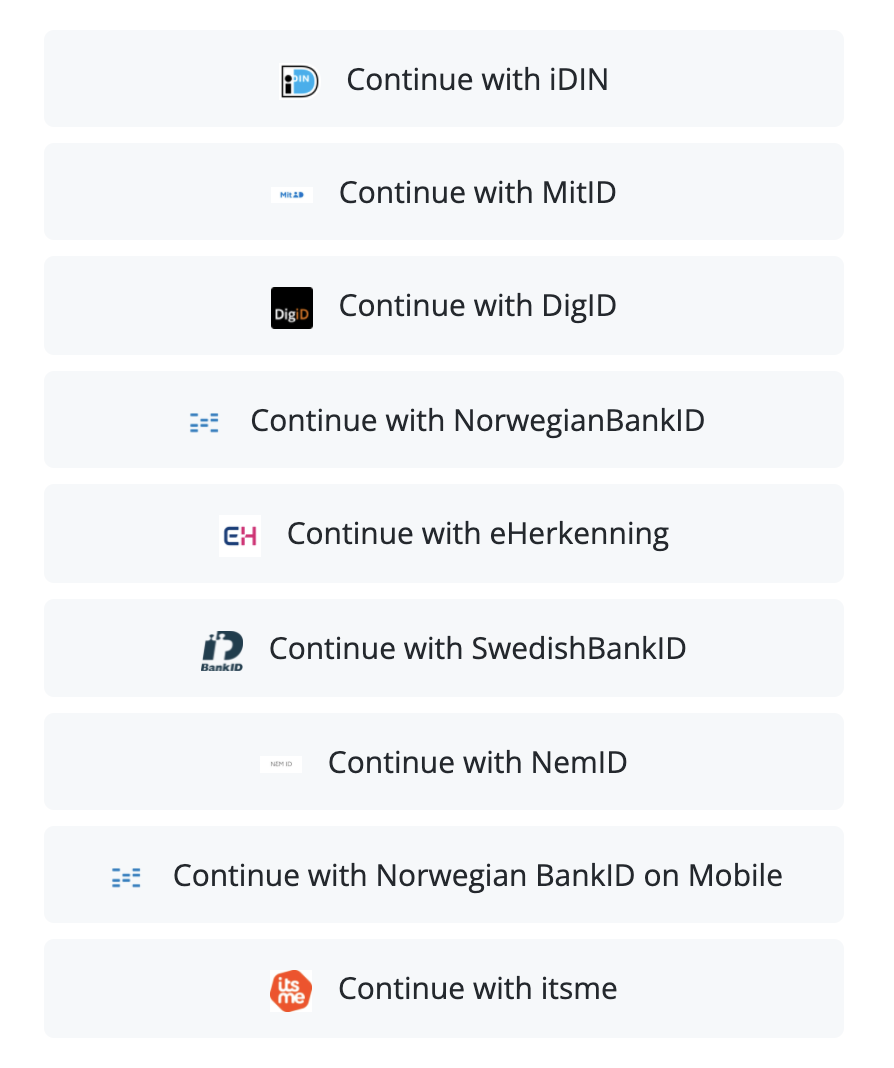 iDIN Continue with iDIN
MitID Continue with MitID
DigiD Continue with DigID
Continue with NorwegianBankID
EH Continue with eHerkenning
BankID Continue with SwedishBankID
NEM ID Continue with NemID
Continue with Norwegian BankID on Mobile
its me Continue with itsme